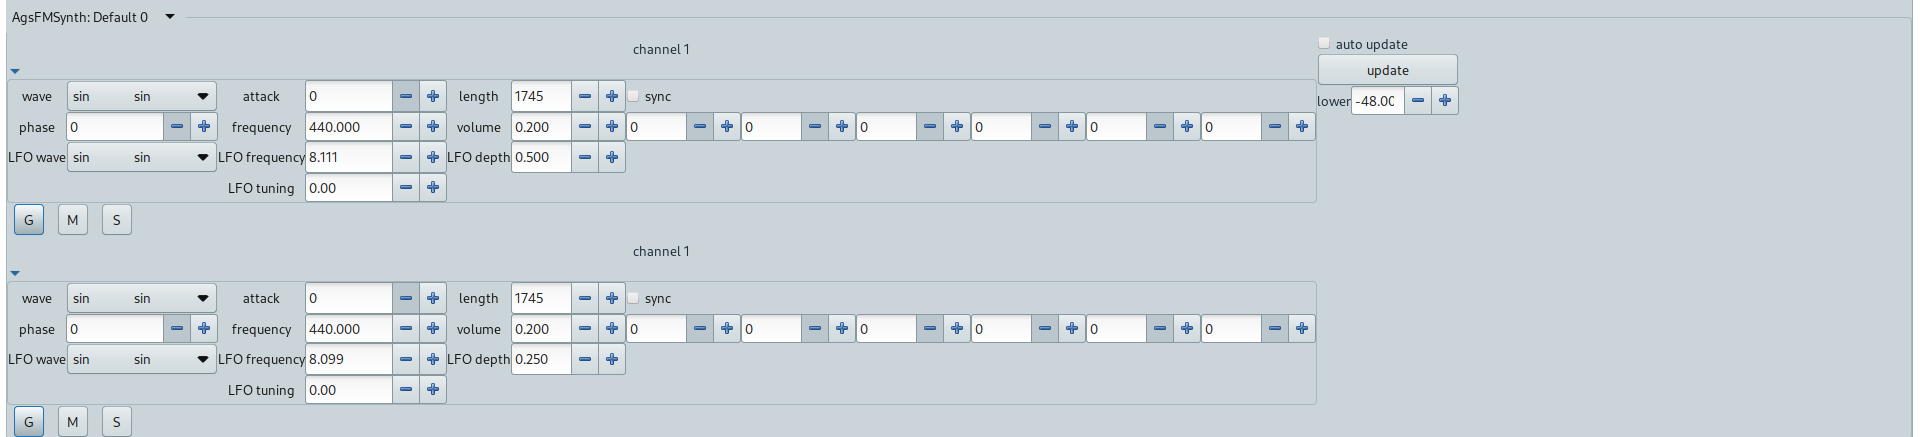 AgsFMSynth: Default 0
channel 1
auto update
update
lower -48.00
wave sin sin attack 0 length 1745 sync
phase 0 frequency 440.000 volume 0.200 0 0 0 0 0 0
LFO wave sin sin LFO frequency 8.111 LFO depth 0.500
LFO tuning 0.00
G M S
channel 1
wave sin sin attack 0 length 1745 sync
phase 0 frequency 440.000 volume 0.200 0 0 0 0 0 0
LFO wave sin sin LFO frequency 8.099 LFO depth 0.250
LFO tuning 0.00
G M S